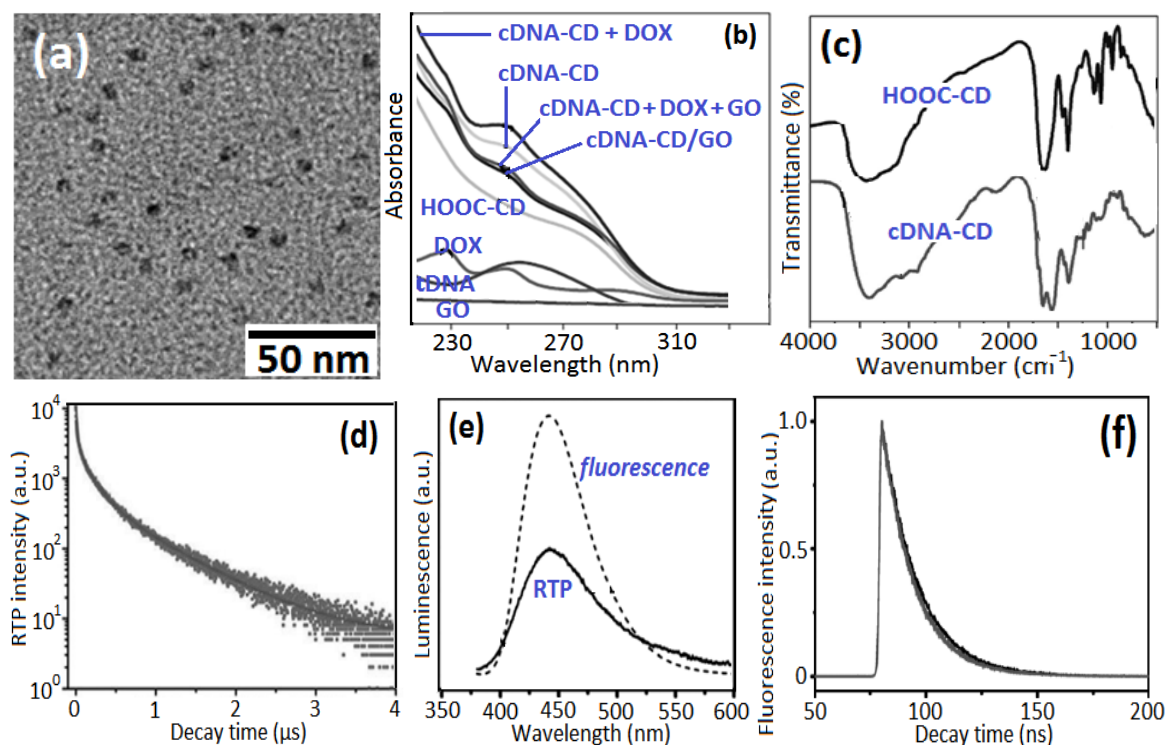 (a)
50 nm
(b)
cDNA-CD + DOX
cDNA-CD
cDNA-CD + DOX + GO
cDNA-CD/GO
HOOC-CD
DOX
cDNA
GO
Absorbance
230 250 270 310
Wavelength (nm)
(c)
HOOC-CD
cDNA-CD
Transmittance (%)
4000 3000 2000 1000
Wavenumber (cm⁻¹)
(d)
RTP intensity (a.u.)
10⁴
10³
10²
10¹
10⁰
0 1 2 3 4
Decay time (µs)
(e)
fluorescence
RTP
Luminescence (a.u.)
350 400 450 500 550 600
Wavelength (nm)
(f)
Fluorescence intensity (a.u.)
1.0
0.5
0
50 100 150 200
Decay time (ns)